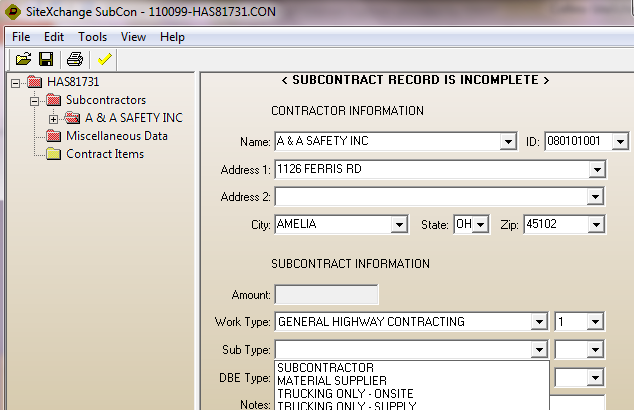 SiteXchange SubCon - 110099-HAS81731.CON
File Edit Tools View Help
HAS81731
Subcontractors
A & A SAFETY INC
Miscellaneous Data
Contract Items
< SUBCONTRACT RECORD IS INCOMPLETE >
CONTRACTOR INFORMATION
Name: A & A SAFETY INC ID: 080101001
Address 1: 1126 FERRIS RD
Address 2:
City: AMELIA State: OH Zip: 45102
SUBCONTRACT INFORMATION
Amount:
Work Type: GENERAL HIGHWAY CONTRACTING 1
Sub Type:
SUBCONTRACTOR
DBE Type: MATERIAL SUPPLIER
TRUCKING ONLY - ONSITE
Notes: TRUCKING ONLY - SUPPLY